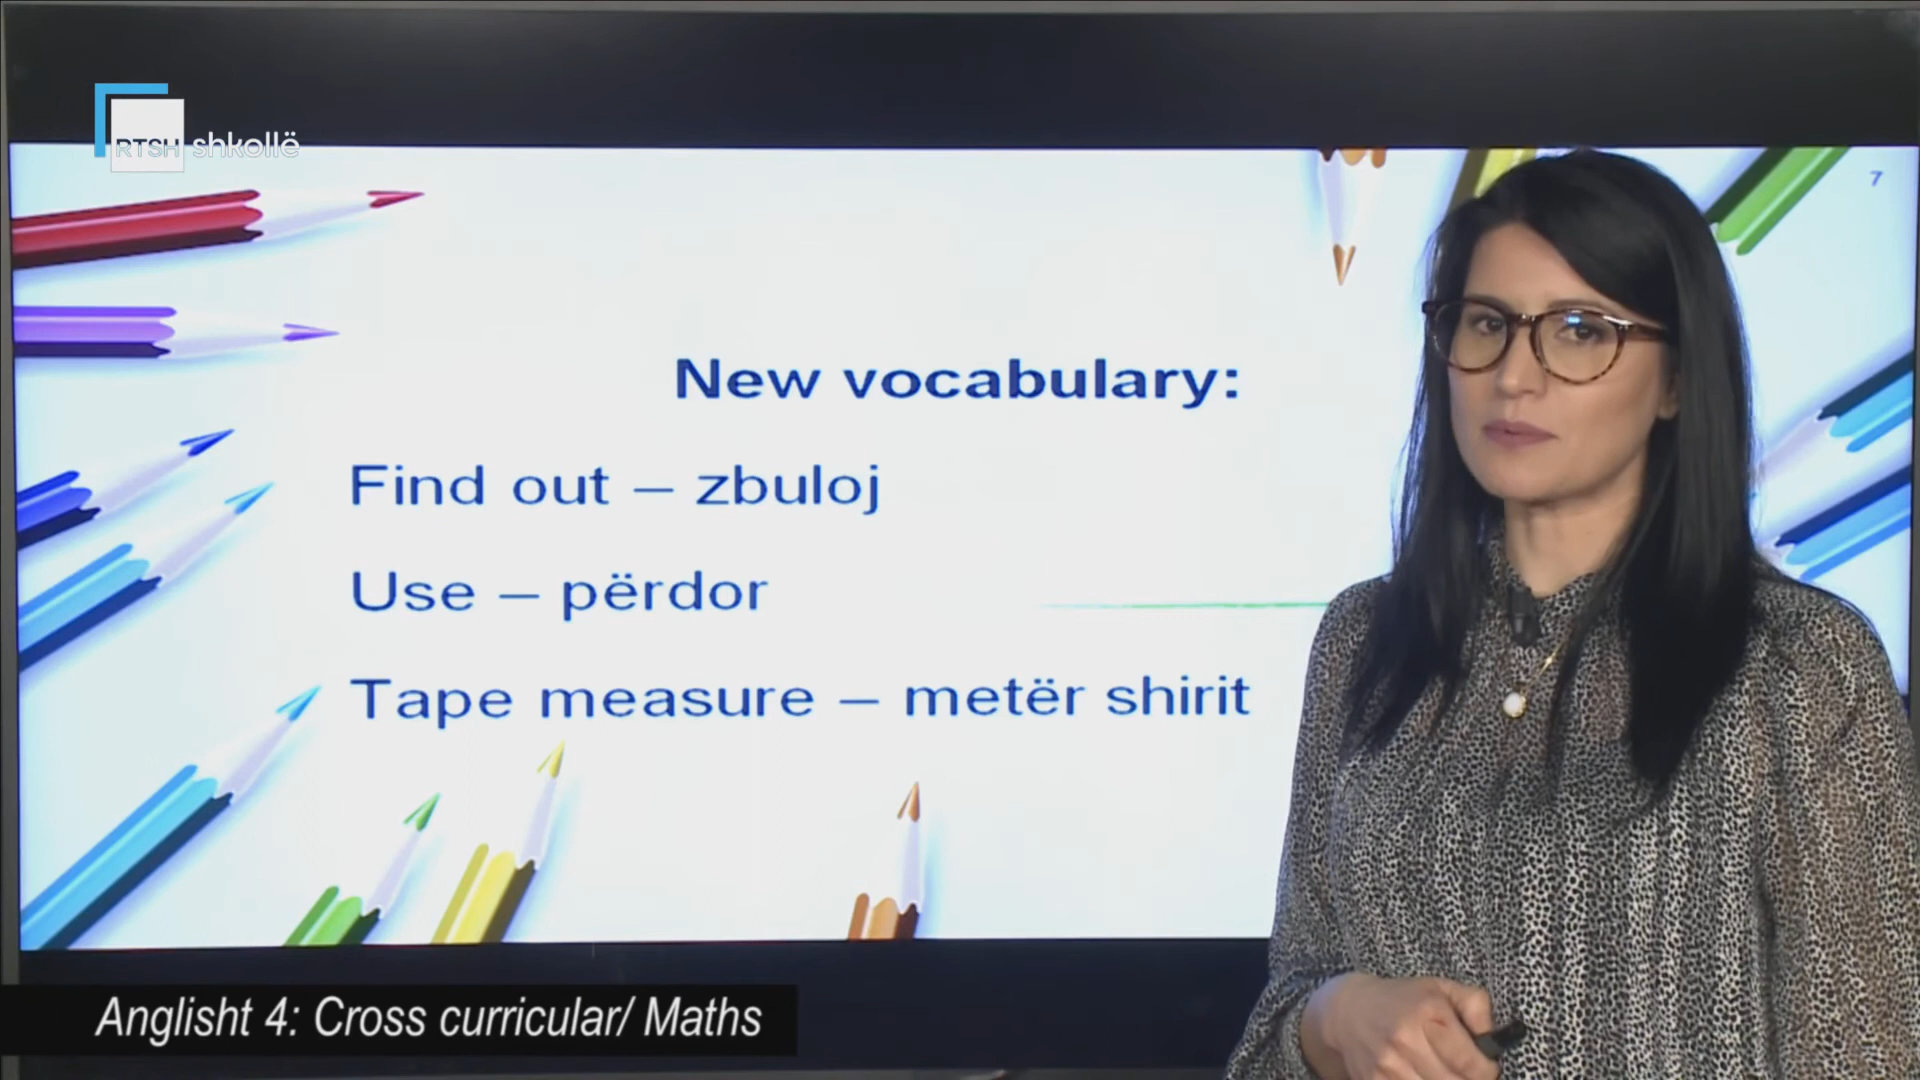 RTSH shkollë
7
New vocabulary:
Find out – zbuloj
Use – përdor
Tape measure – metër shirit
Anglisht 4: Cross curricular/ Maths